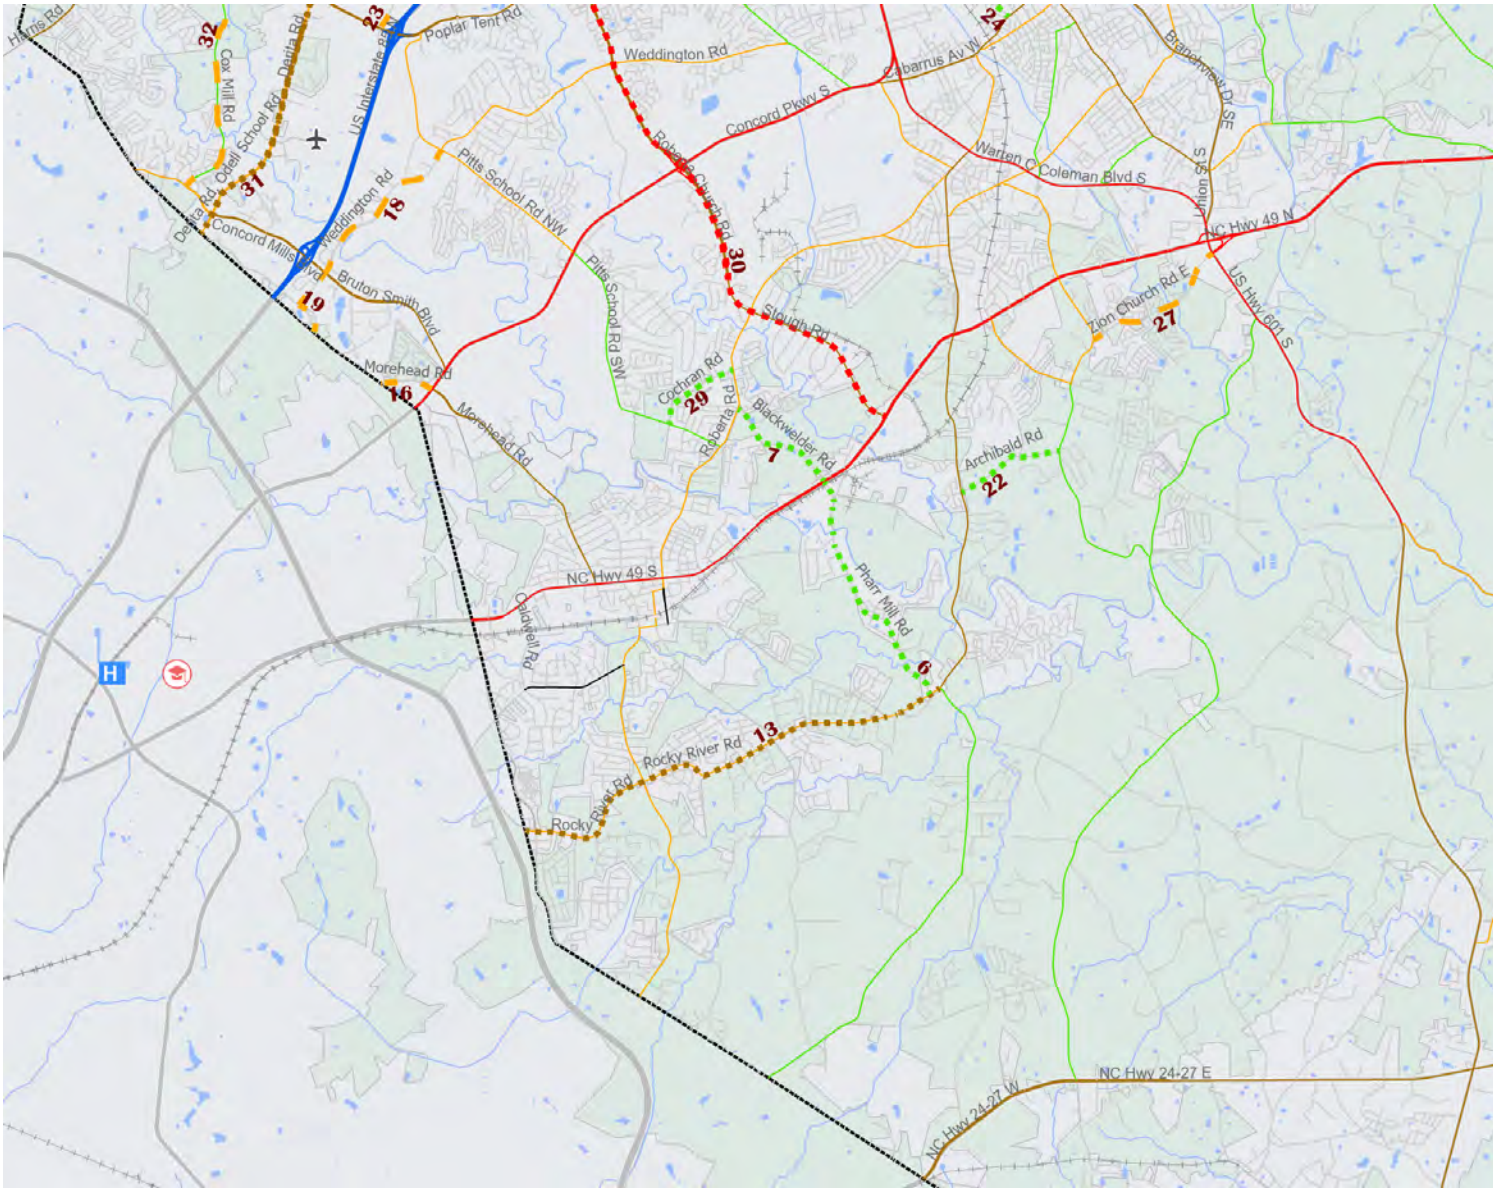 Harris Rd
32
Cox Mill Rd
Odell School Rd
Derita Rd
23
US Interstate 85 N
Poplar Tent Rd
Weddington Rd
24
Cabarrus Av W
Branchview Dr SE
Concord Pkwy S
Roberta Church Rd
Pitts School Rd NW
Warren C Coleman Blvd S
Union St S
NC Hwy 49 N
31
Derita Rd
Concord Mills Blvd
Weddington Rd
18
30
Pitts School Rd SW
US Hwy 601 S
Bruton Smith Blvd
19
Stough Rd
Zion Church Rd E
27
Morehead Rd
16
Cochran Rd
29
Roberta Rd
Morehead Rd
Blackwelder Rd
7
Archibald Rd
22
NC Hwy 49 S
Caldwell Rd
Pharr Mill Rd
H
6
13
Rocky River Rd
Rocky River Rd
NC Hwy 24-27 W
NC Hwy 24-27 E